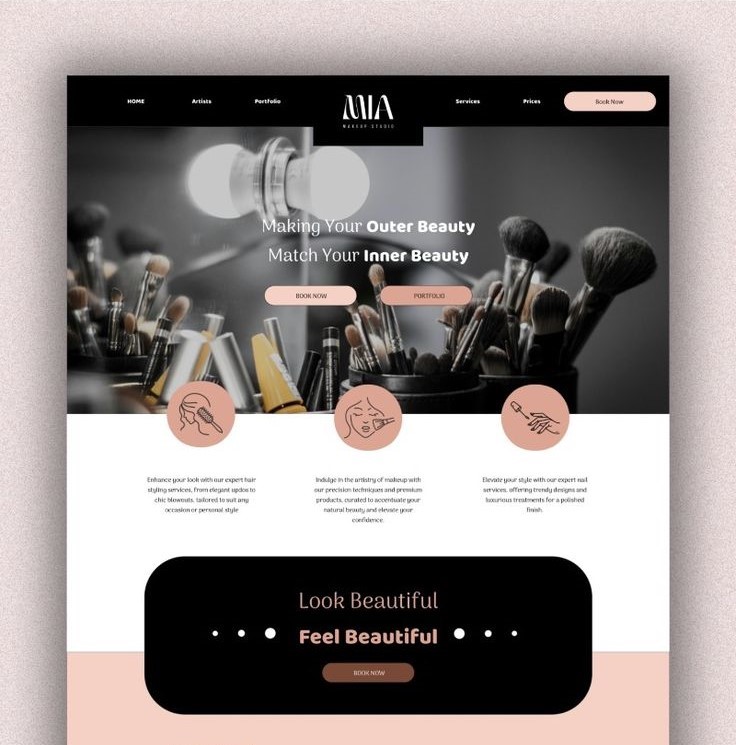 HOME
Artists
Portfolio
MIA
MAKEUP STUDIO
Services
Prices
Book Now
Making Your Outer Beauty
Match Your Inner Beauty
BOOK NOW
PORTFOLIO
Enhance your look with our expert hair
styling services, from elegant updos to
chic blowouts, tailored to suit any
occasion or personal style
Indulge in the artistry of makeup with
our precision techniques and premium
products, curated to accentuate your
natural beauty and elevate your
confidence.
Elevate your style with our expert nail
services, offering trendy designs and
luxurious treatments for a polished
finish.
Look Beautiful
Feel Beautiful
BOOK NOW